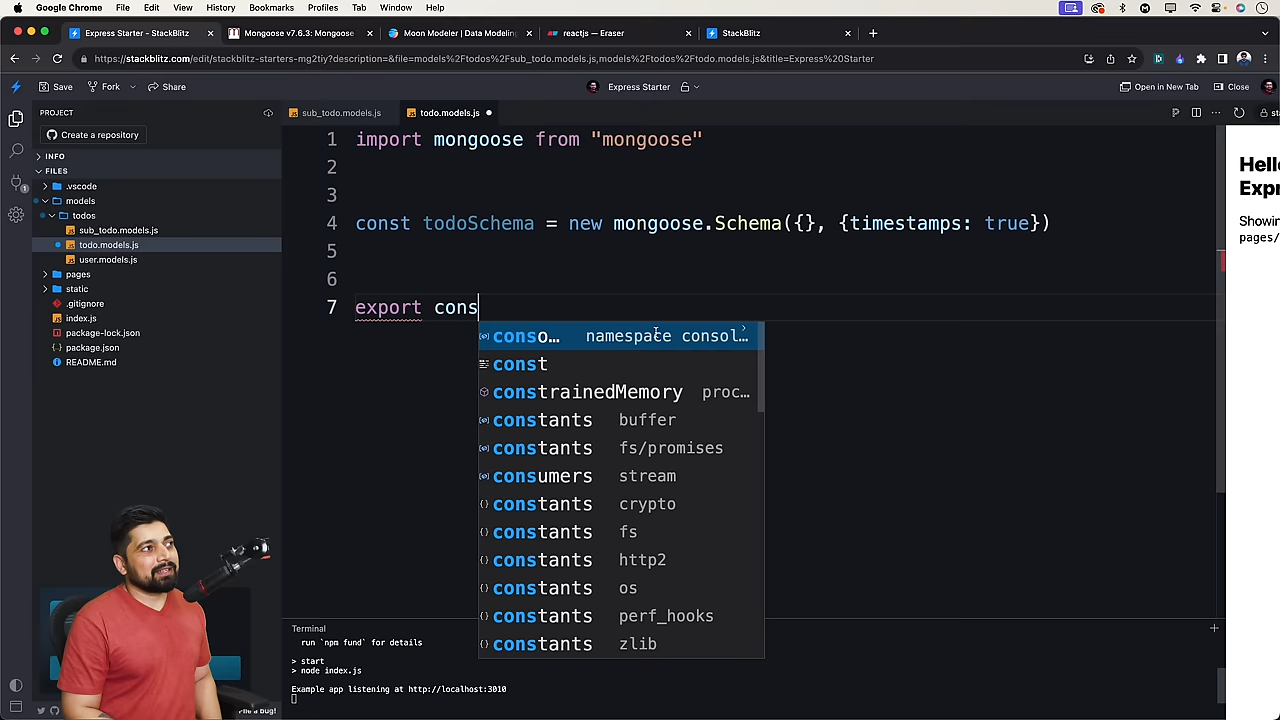 Google Chrome File Edit View History Bookmarks Profiles Tab Window Help
Express Starter - StackBlitz Mongoose v7.6.3: Mongoose Moon Modeler | Data Modeling reactjs — Eraser StackBlitz
https://stackblitz.com/edit/stackblitz-starters-mg2tiy?description=&file=models%2Ftodos%2Fsub_todo.models.js,models%2Ftodos%2Ftodo.models.js&title=Express%20Starter
Save Fork Share Express Starter Open in New Tab Close
PROJECT
Create a repository
INFO
FILES
.vscode
models
todos
sub_todo.models.js
todo.models.js
user.models.js
pages
static
.gitignore
index.js
package-lock.json
package.json
README.md
sub_todo.models.js todo.models.js
1 import mongoose from "mongoose"
2
3
4 const todoSchema = new mongoose.Schema({}, {timestamps: true})
5
6
7 export cons
conso… namespace consol…
const
constrainedMemory proc…
constants buffer
constants fs/promises
consumers stream
constants crypto
constants fs
constants http2
constants os
constants perf_hooks
constants zlib
Terminal
run `npm fund` for details
> start
> node index.js
Example app listening at http://localhost:3010
File a bug!
Hell
Exp
Showin
pages/